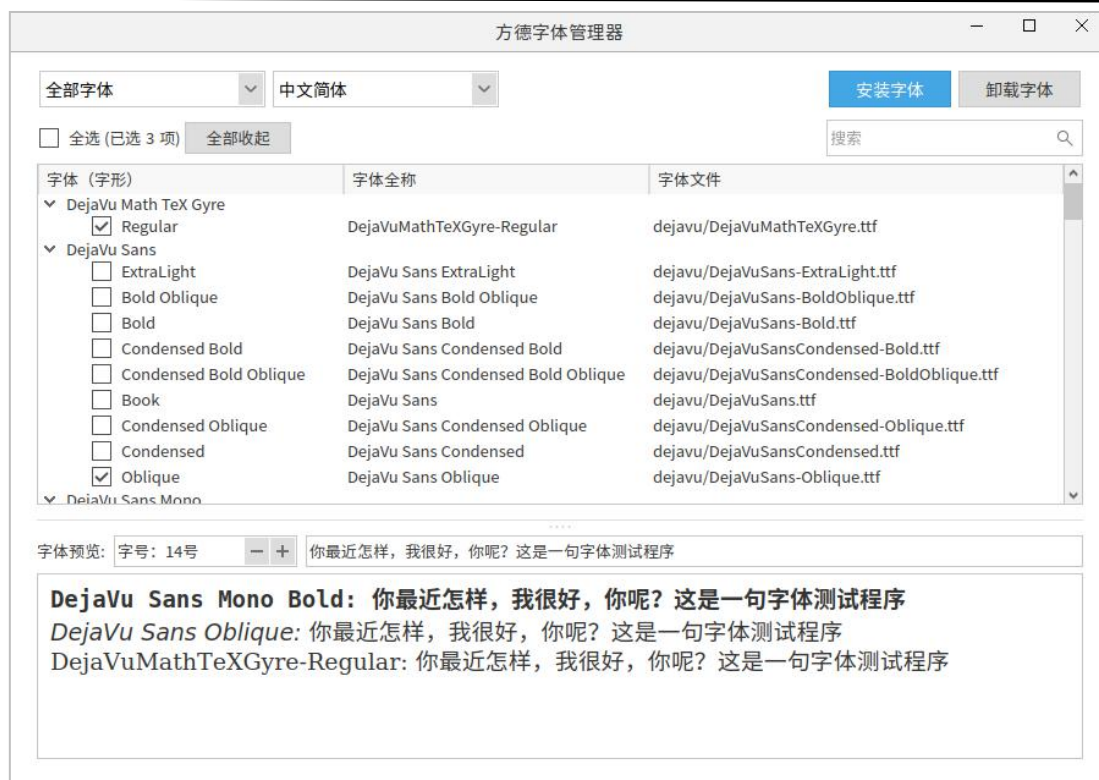 方德字体管理器
全部字体 中文简体 安装字体 卸载字体
全选 (已选 3 项) 全部收起 搜索
字体（字形） 字体全称 字体文件
DejaVu Math TeX Gyre
Regular DejaVuMathTeXGyre-Regular dejavu/DejaVuMathTeXGyre.ttf
DejaVu Sans
ExtraLight DejaVu Sans ExtraLight dejavu/DejaVuSans-ExtraLight.ttf
Bold Oblique DejaVu Sans Bold Oblique dejavu/DejaVuSans-BoldOblique.ttf
Bold DejaVu Sans Bold dejavu/DejaVuSans-Bold.ttf
Condensed Bold DejaVu Sans Condensed Bold dejavu/DejaVuSansCondensed-Bold.ttf
Condensed Bold Oblique DejaVu Sans Condensed Bold Oblique dejavu/DejaVuSansCondensed-BoldOblique.ttf
Book DejaVu Sans dejavu/DejaVuSans.ttf
Condensed Oblique DejaVu Sans Condensed Oblique dejavu/DejaVuSansCondensed-Oblique.ttf
Condensed DejaVu Sans Condensed dejavu/DejaVuSansCondensed.ttf
Oblique DejaVu Sans Oblique dejavu/DejaVuSans-Oblique.ttf
DejaVu Sans Mono
字体预览: 字号：14号 你最近怎样，我很好，你呢？这是一句字体测试程序
DejaVu Sans Mono Bold: 你最近怎样，我很好，你呢？这是一句字体测试程序
DejaVu Sans Oblique: 你最近怎样，我很好，你呢？这是一句字体测试程序
DejaVuMathTeXGyre-Regular: 你最近怎样，我很好，你呢？这是一句字体测试程序